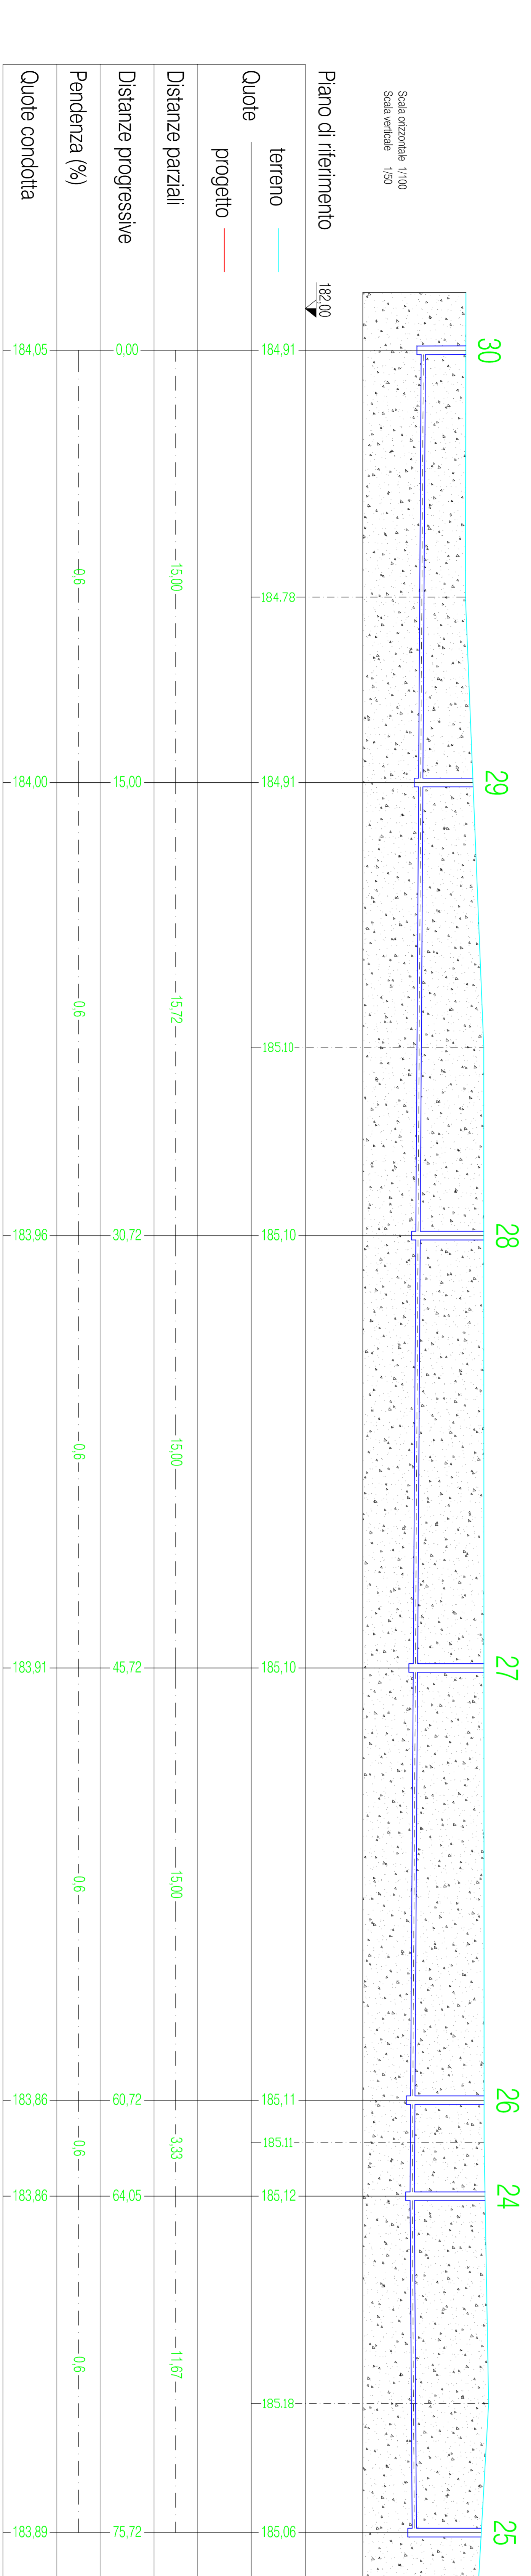 30 29 28 27 26 24 25
Scala orizzontale 1/100
Scala verticale 1/50
182,00
Piano di riferimento
Quote
terreno
184,91 184.78 184,91 185.10 185,10 185,10 185,11 185.11 185,12 185.18 185,06
progetto
Distanze parziali
15,00 15,72 15,00 15,00 3,33 11,67
Distanze progressive
0,00 15,00 30,72 45,72 60,72 64,05 75,72
Pendenza (%)
0,6 0,6 0,6 0,6 0,6 0,6
Quote condotta
184,05 184,00 183,96 183,91 183,86 183,86 183,89